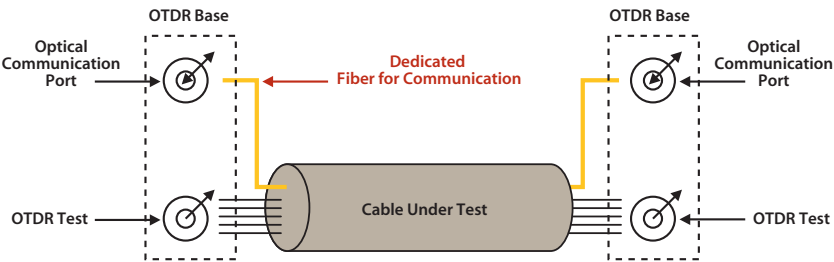 OTDR Base
OTDR Base
Optical
Communication
Port
Dedicated
Fiber for Communication
Optical
Communication
Port
Cable Under Test
OTDR Test
OTDR Test